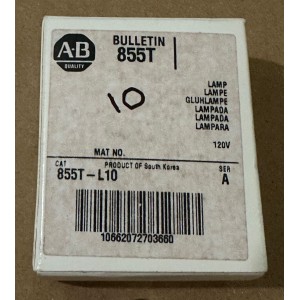 A-B
QUALITY
BULLETIN
855T
10
LAMP
LAMPE
GLUHLAMPE
LAMPADA
LAMPADA
LAMPARA
120V
MAT NO.
PRODUCT OF South Korea
CAT
855T-L10
SER
A
10662072703660